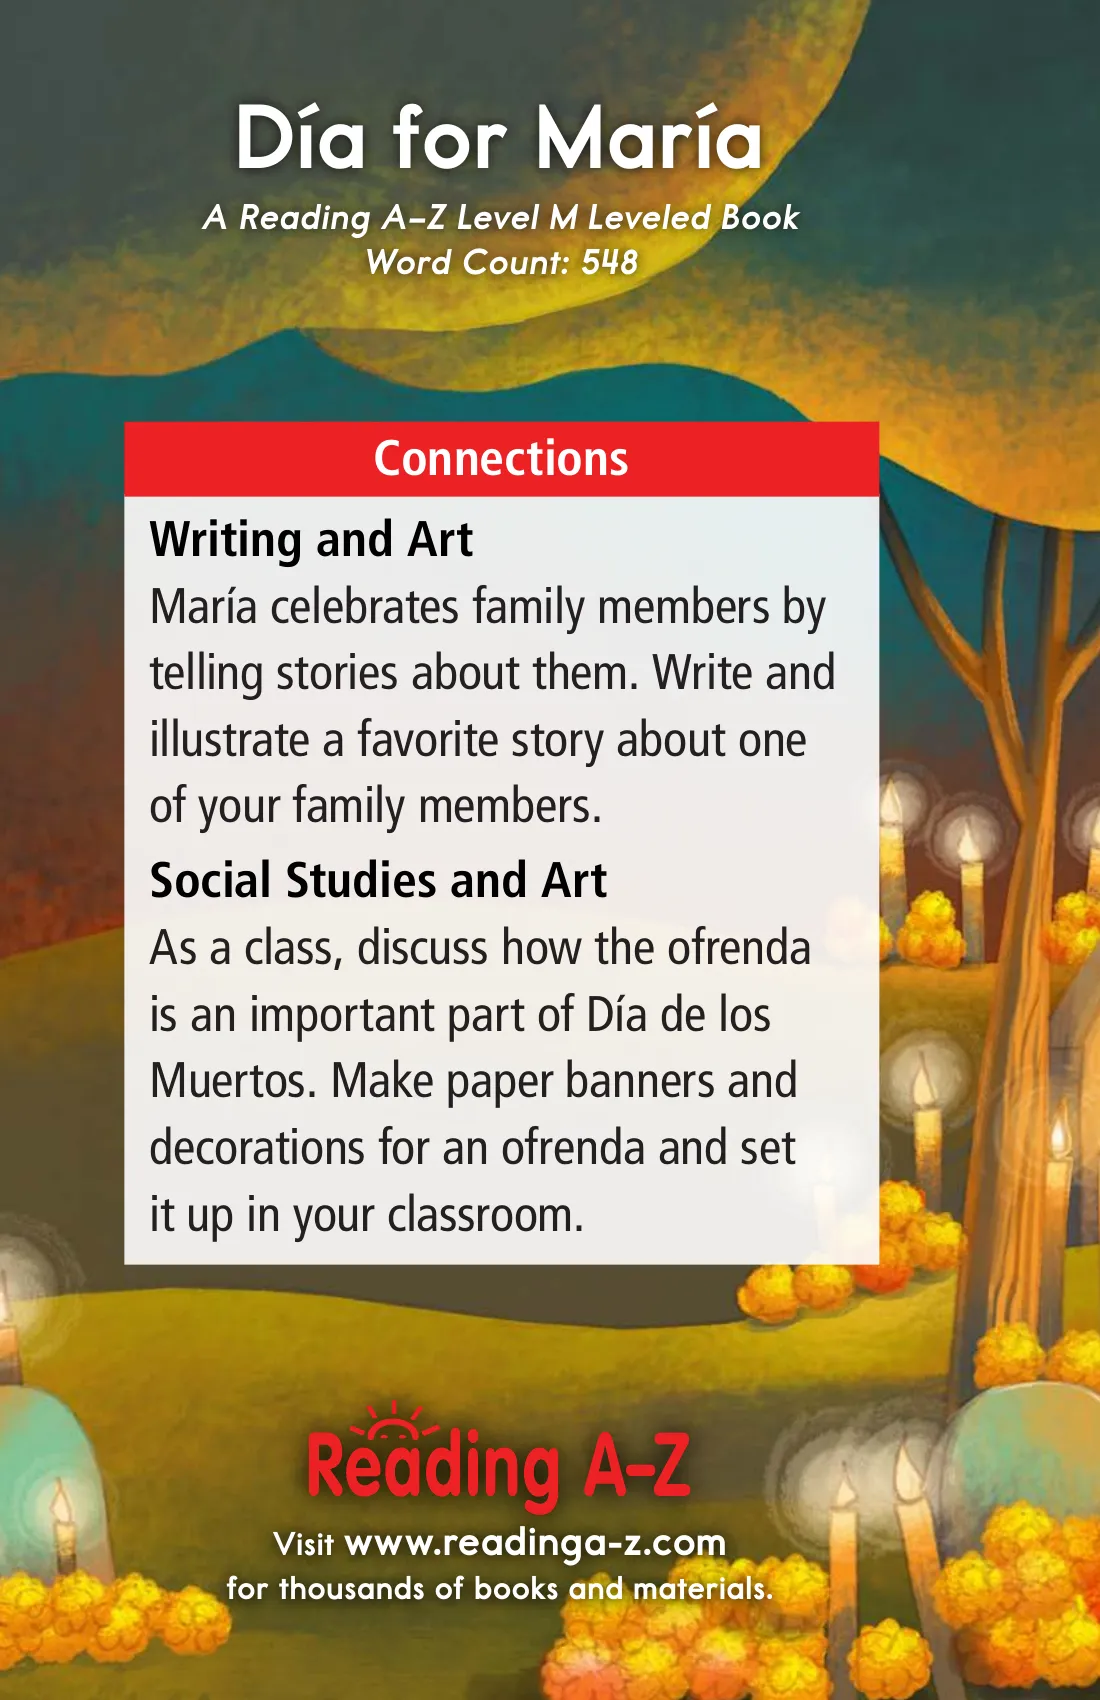 Día for María
A Reading A–Z Level M Leveled Book
Word Count: 548
Connections
Writing and Art
María celebrates family members by
telling stories about them. Write and
illustrate a favorite story about one
of your family members.
Social Studies and Art
As a class, discuss how the ofrenda
is an important part of Día de los
Muertos. Make paper banners and
decorations for an ofrenda and set
it up in your classroom.
Reading A–Z
Visit www.readinga-z.com
for thousands of books and materials.